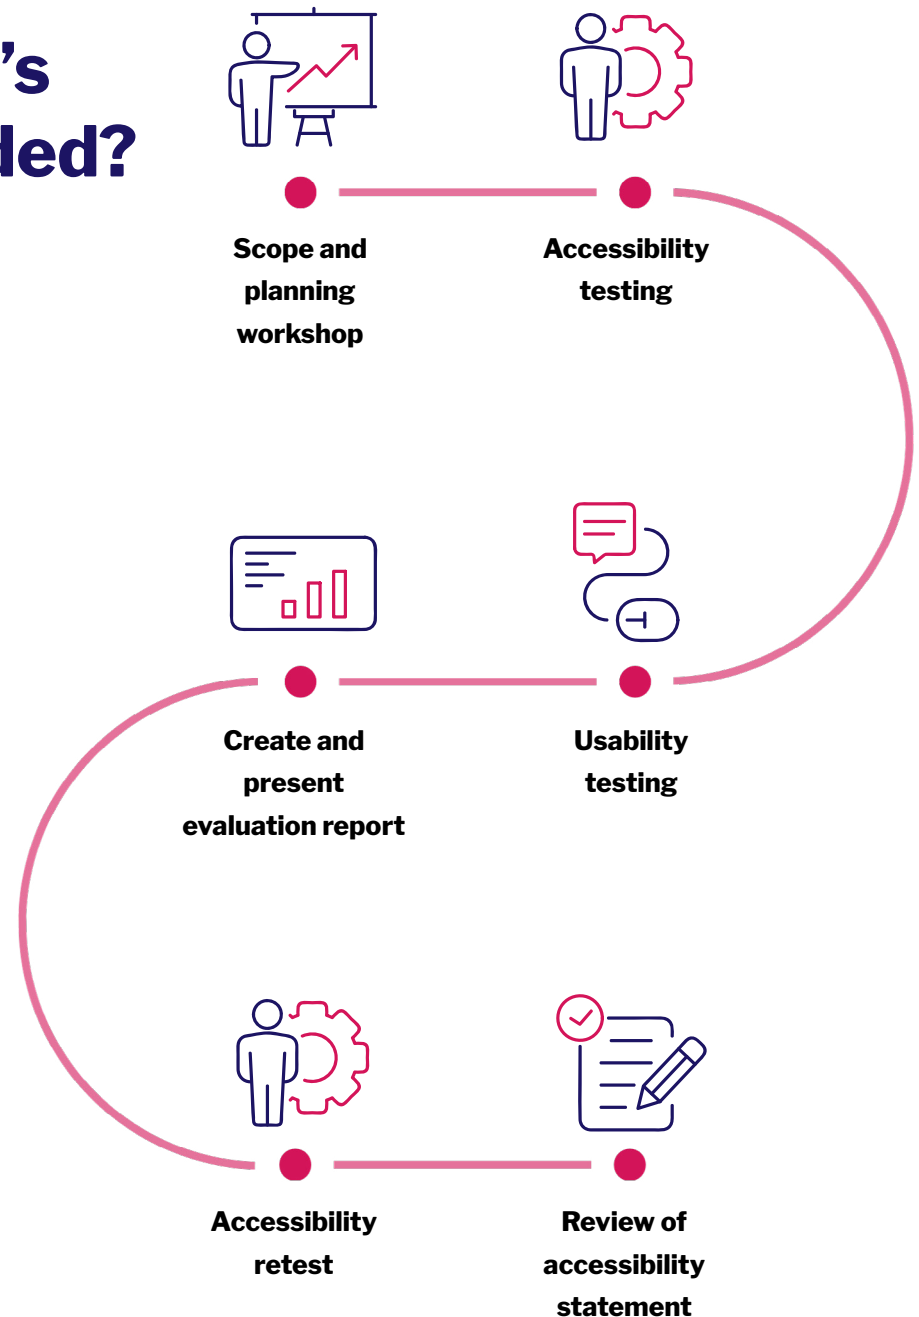 's
ded?
Scope and
planning
workshop
Accessibility
testing
Usability
testing
Create and
present
evaluation report
Accessibility
retest
Review of
accessibility
statement